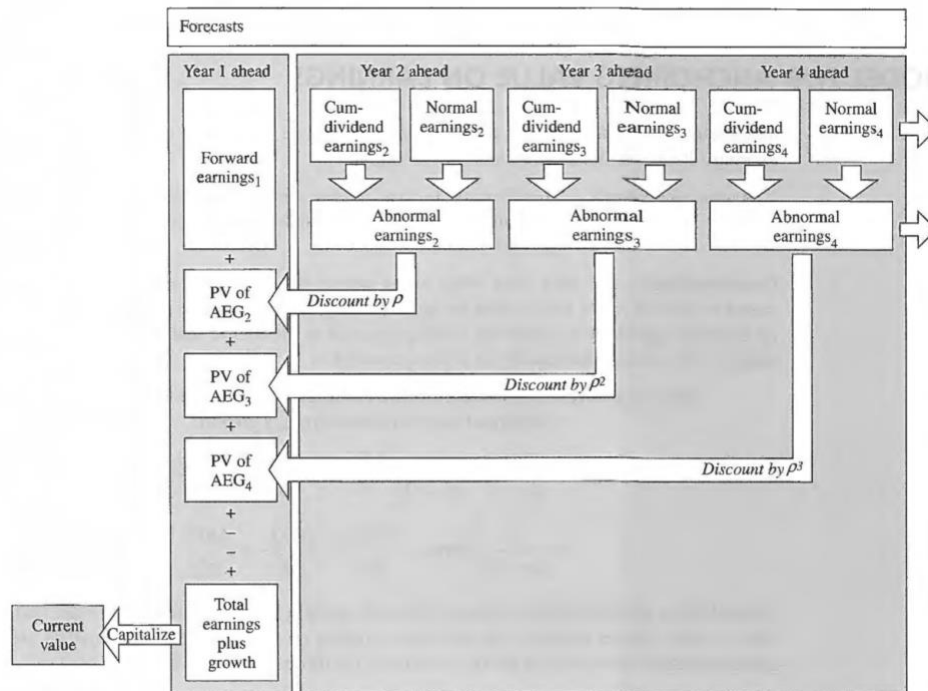 Forecasts
Year 1 ahead
Year 2 ahead
Year 3 ahead
Year 4 ahead
Forward
earnings1
Cum-
dividend
earnings2
Normal
earnings2
Cum-
dividend
earnings3
Normal
earnings3
Cum-
dividend
earnings4
Normal
earnings4
Abnormal
earnings2
Abnormal
earnings3
Abnormal
earnings4
+
PV of
AEG2
Discount by ρ
+
PV of
AEG3
Discount by ρ2
+
PV of
AEG4
Discount by ρ3
+
–
–
+
Total
earnings
plus
growth
Capitalize
Current
value